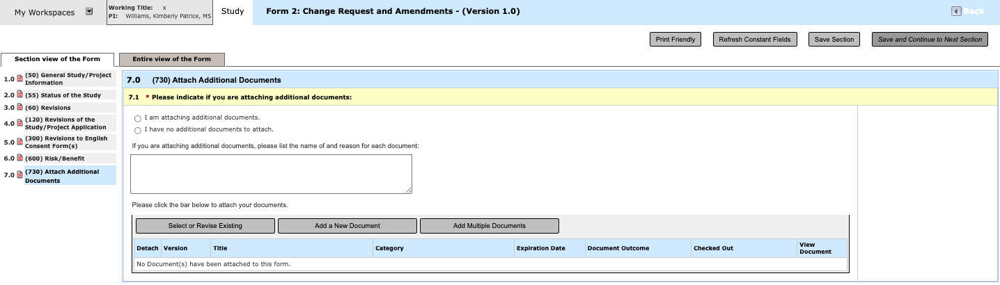 My Workspaces
Working Title: x
PI: Williams, Kimberly Patrice, MS
Study
Form 2: Change Request and Amendments - (Version 1.0)
Back
Print Friendly
Refresh Constant Fields
Save Section
Save and Continue to Next Section
Section view of the Form
Entire view of the Form
1.0 (50) General Study/Project
Information
2.0 (55) Status of the Study
3.0 (60) Revisions
4.0 (120) Revisions of the
Study/Project Application
5.0 (300) Revisions to English
Consent Form(s)
6.0 (600) Risk/Benefit
7.0 (730) Attach Additional
Documents
7.0 (730) Attach Additional Documents
7.1 * Please indicate if you are attaching additional documents:
I am attaching additional documents.
I have no additional documents to attach.
If you are attaching additional documents, please list the name of and reason for each document:
Please click the bar below to attach your documents.
Select or Revise Existing
Add a New Document
Add Multiple Documents
Detach Version Title Category Expiration Date Document Outcome Checked Out View
Document
No Document(s) have been attached to this form.